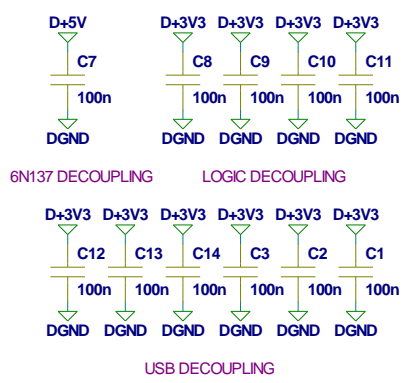 D+5V D+3V3 D+3V3 D+3V3 D+3V3
C7 C8 C9 C10 C11
100n 100n 100n 100n 100n
DGND DGND DGND DGND DGND
6N137 DECOUPLING LOGIC DECOUPLING
D+3V3 D+3V3 D+3V3 D+3V3 D+3V3 D+3V3
C12 C13 C14 C3 C2 C1
100n 100n 100n 100n 100n 100n
DGND DGND DGND DGND DGND DGND
USB DECOUPLING